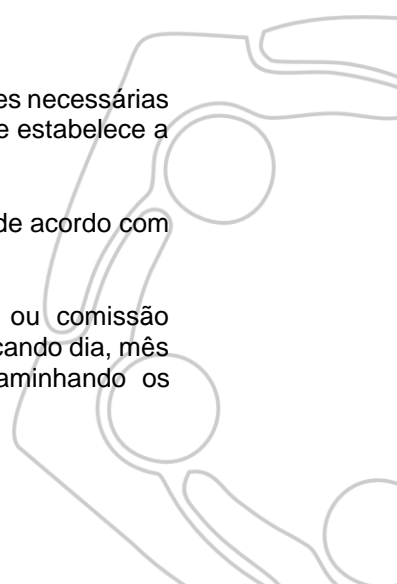 es necessárias
e estabelece a
de acordo com
ou comissão
cando dia, mês
aminhando os